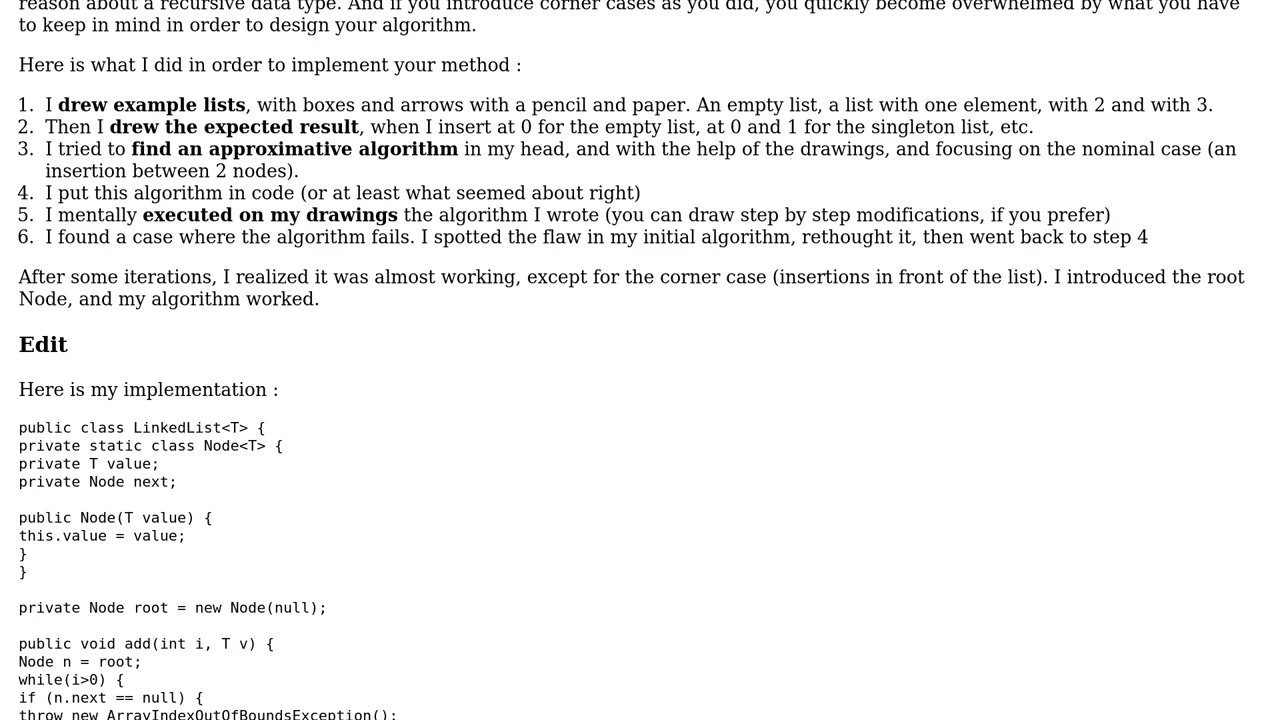 reason about a recursive data type. And if you introduce corner cases as you did, you quickly become overwhelmed by what you have
to keep in mind in order to design your algorithm.
Here is what I did in order to implement your method :
1. I drew example lists, with boxes and arrows with a pencil and paper. An empty list, a list with one element, with 2 and with 3.
2. Then I drew the expected result, when I insert at 0 for the empty list, at 0 and 1 for the singleton list, etc.
3. I tried to find an approximative algorithm in my head, and with the help of the drawings, and focusing on the nominal case (an
insertion between 2 nodes).
4. I put this algorithm in code (or at least what seemed about right)
5. I mentally executed on my drawings the algorithm I wrote (you can draw step by step modifications, if you prefer)
6. I found a case where the algorithm fails. I spotted the flaw in my initial algorithm, rethought it, then went back to step 4
After some iterations, I realized it was almost working, except for the corner case (insertions in front of the list). I introduced the root
Node, and my algorithm worked.
Edit
Here is my implementation :
public class LinkedList<T> {
private static class Node<T> {
private T value;
private Node next;
public Node(T value) {
this.value = value;
}
}
private Node root = new Node(null);
public void add(int i, T v) {
Node n = root;
while(i>0) {
if (n.next == null) {
throw new ArrayIndexOutOfBoundsException();